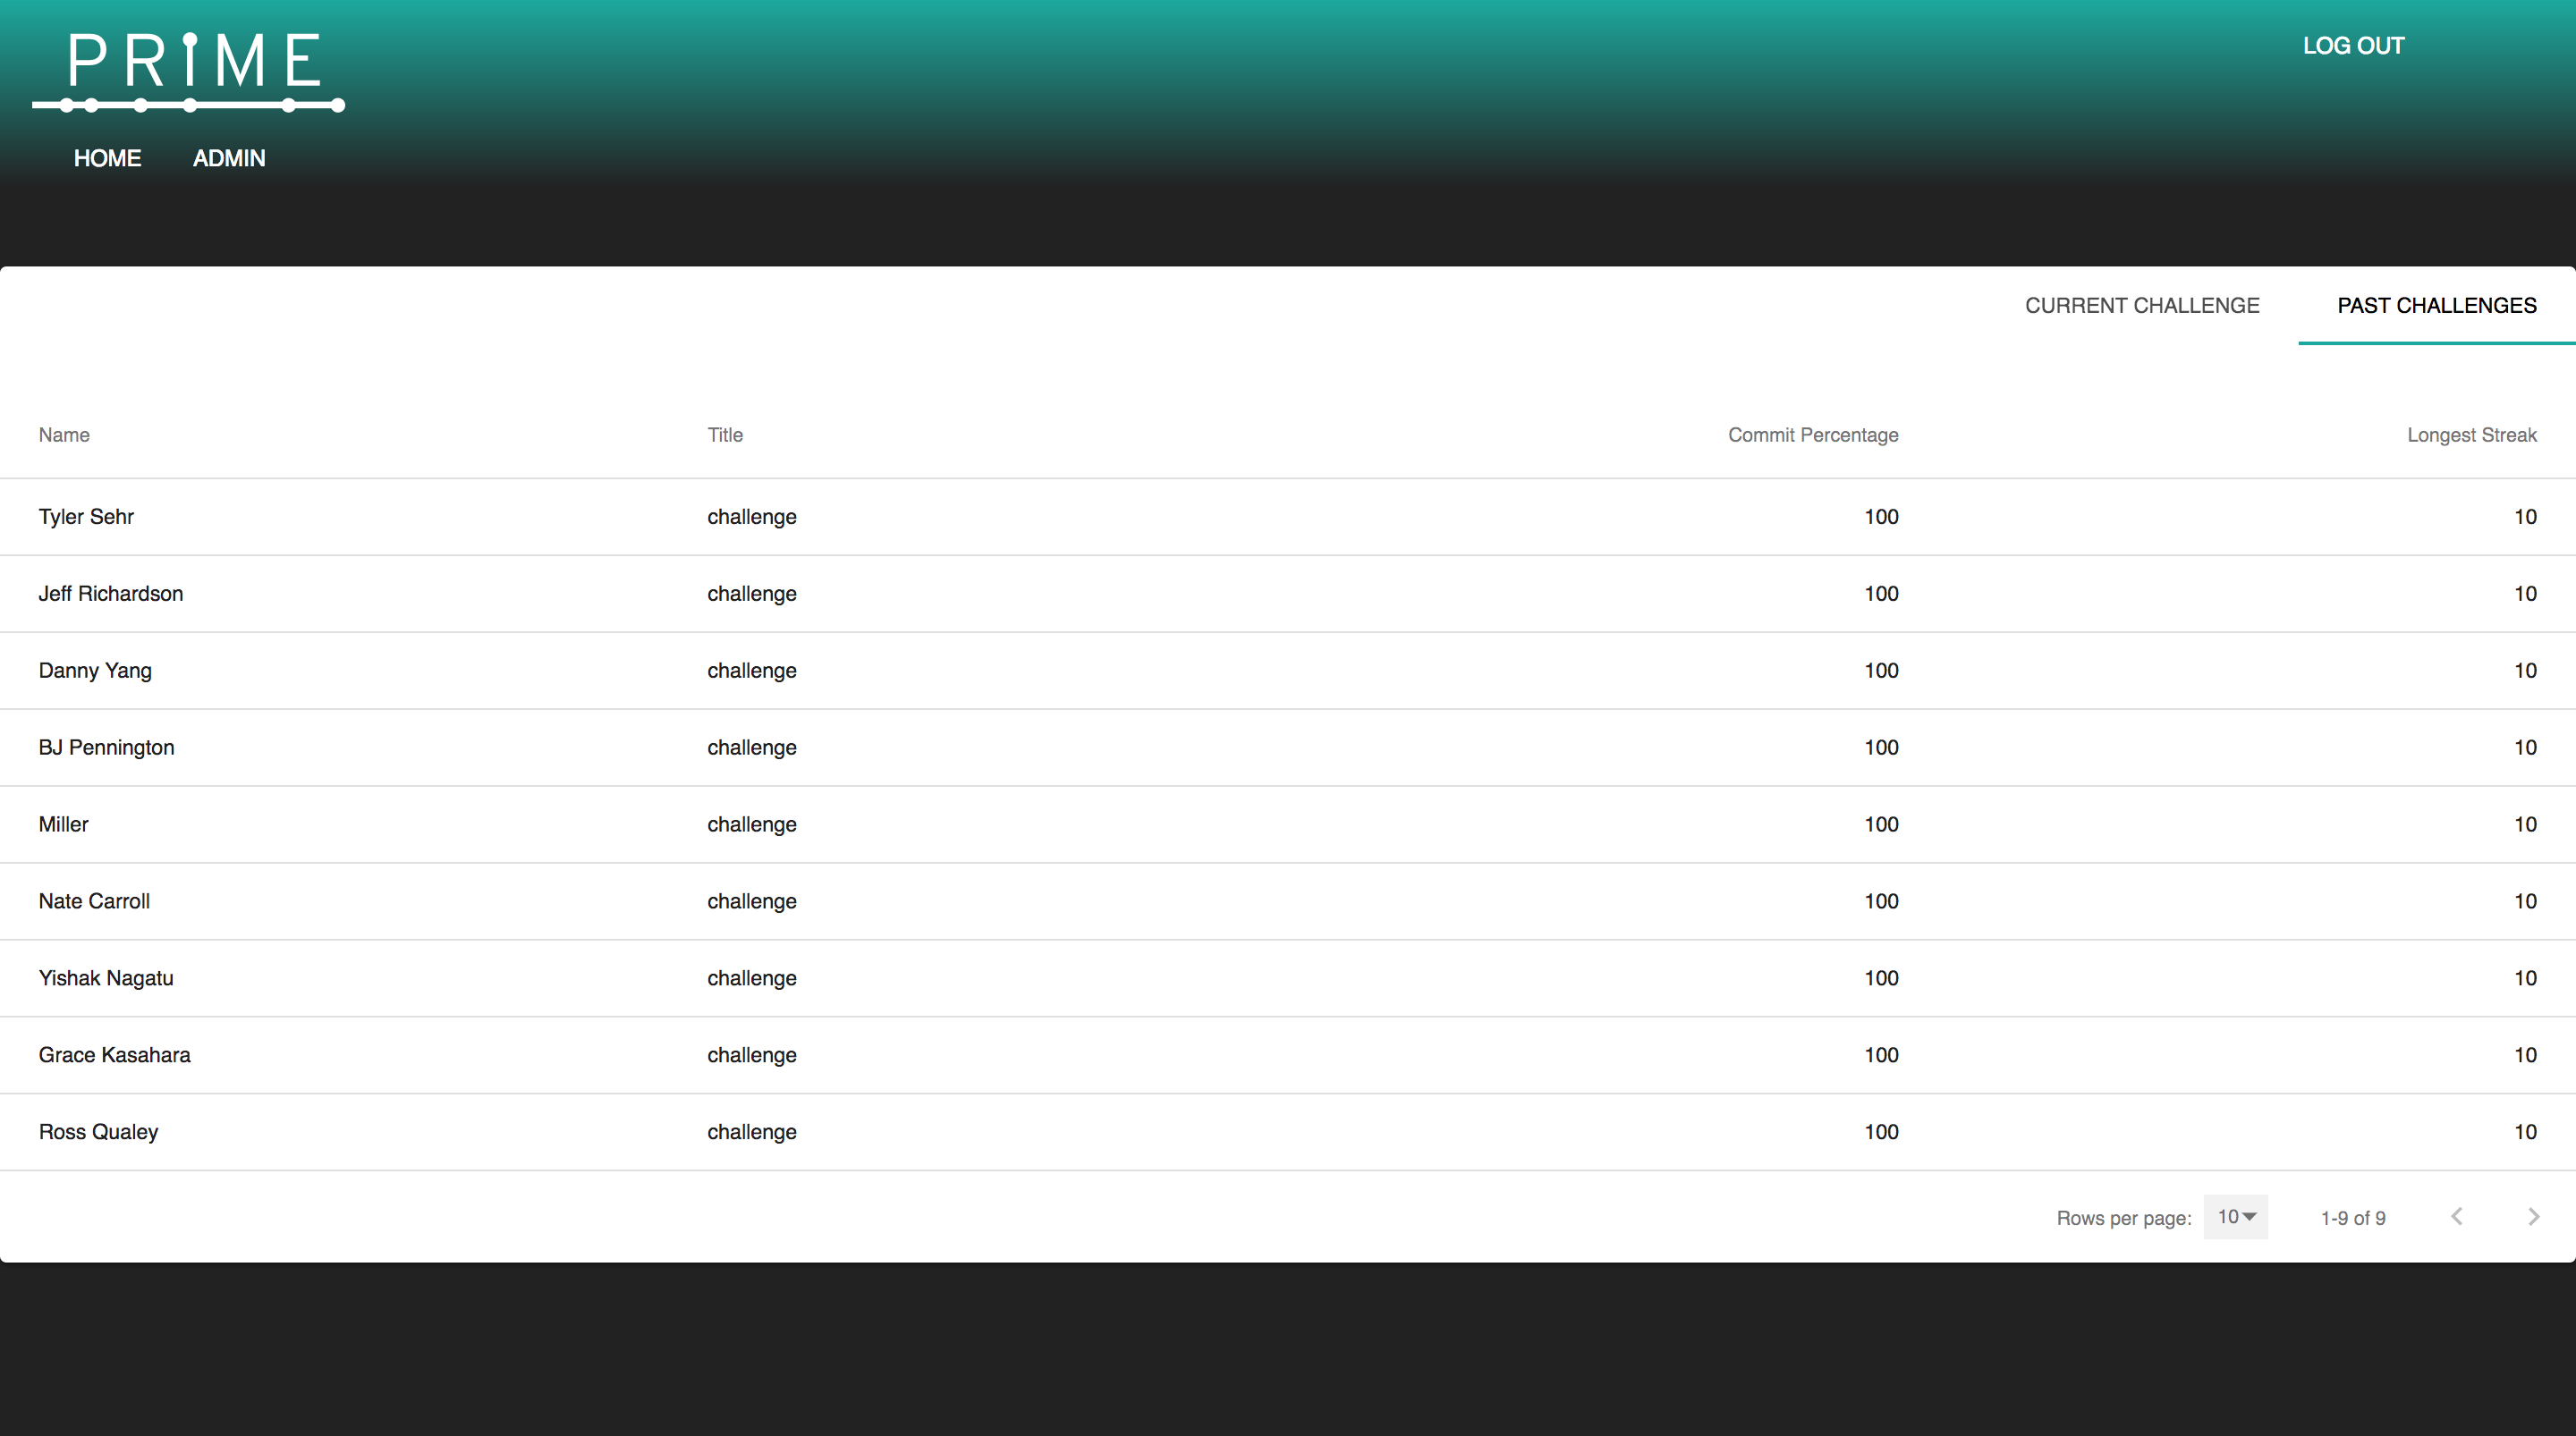 PRIME
LOG OUT
HOME ADMIN
CURRENT CHALLENGE PAST CHALLENGES
Name Title Commit Percentage Longest Streak
Tyler Sehr challenge 100 10
Jeff Richardson challenge 100 10
Danny Yang challenge 100 10
BJ Pennington challenge 100 10
Miller challenge 100 10
Nate Carroll challenge 100 10
Yishak Nagatu challenge 100 10
Grace Kasahara challenge 100 10
Ross Qualey challenge 100 10
Rows per page: 10 1-9 of 9